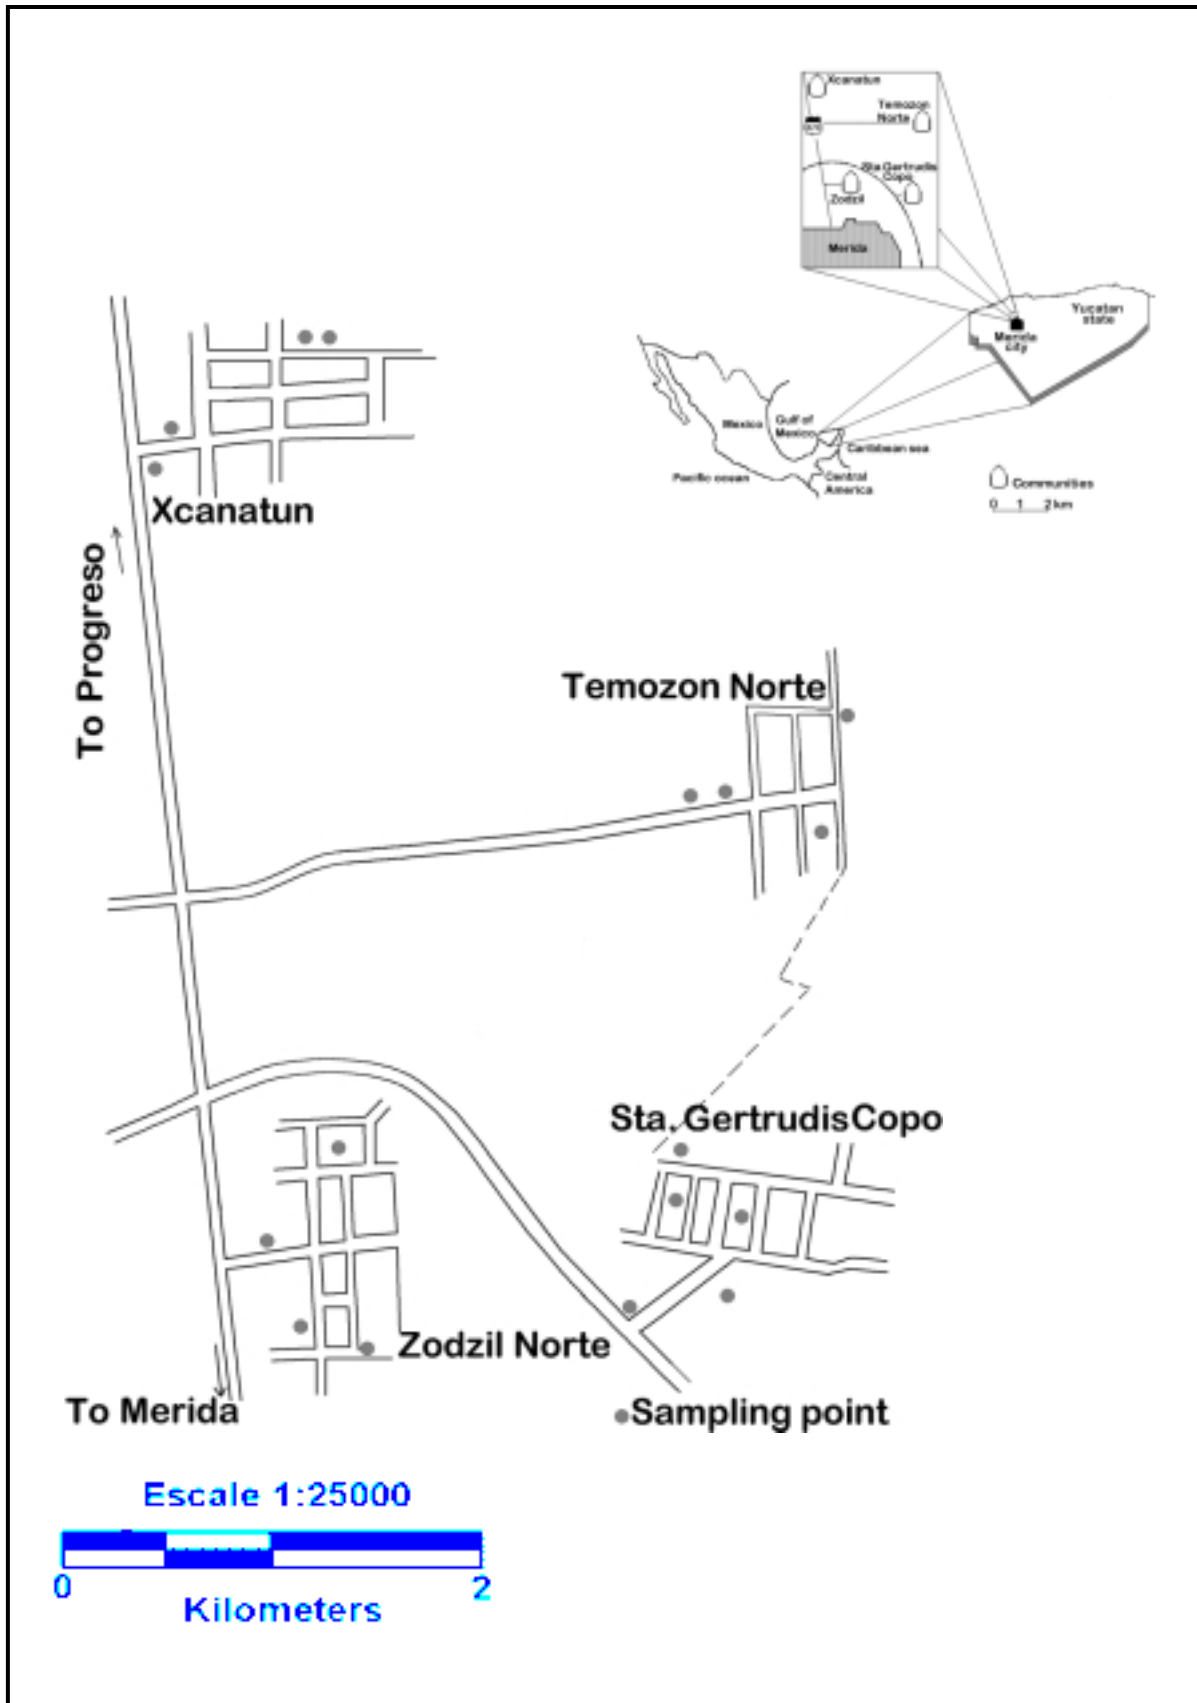 Xcanatun
Temozon
Norte
Sta Gertrudis
Copo
Zodzil
Merida
Yucatan
state
Merida
city
Mexico
Gulf of
Mexico
Caribbean sea
Pacific ocean
Central
America
Communities
0 1 2 km
Xcanatun
To Progreso
Temozon Norte
Sta. Gertrudis Copo
Zodzil Norte
To Merida
Sampling point
Escale 1:25000
0 2
Kilometers